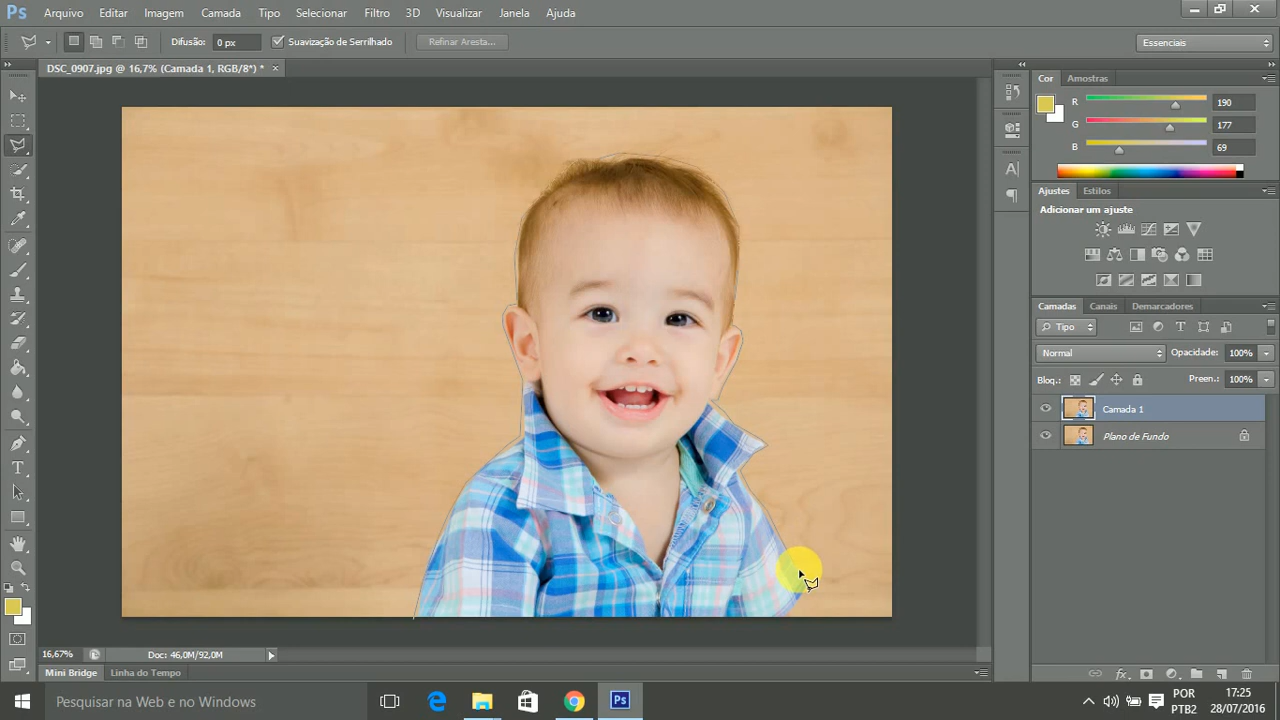 Ps Arquivo Editar Imagem Camada Tipo Selecionar Filtro 3D Visualizar Janela Ajuda
Difusão: 0 px Suavização de Serrilhado Refinar Aresta... Essenciais
DSC_0907.jpg @ 16,7% (Camada 1, RGB/8*) * ×
Cor Amostras
R 190
G 177
B 69
Ajustes Estilos
Adicionar um ajuste
Camadas Canais Demarcadores
Tipo
Normal Opacidade: 100%
Bloq.: Preen.: 100%
Camada 1
Plano de Fundo
16,67% Doc: 46,0M/92,0M
Mini Bridge Linha do Tempo
Pesquisar na Web e no Windows
Ps
POR
PTB2
17:25
28/07/2016